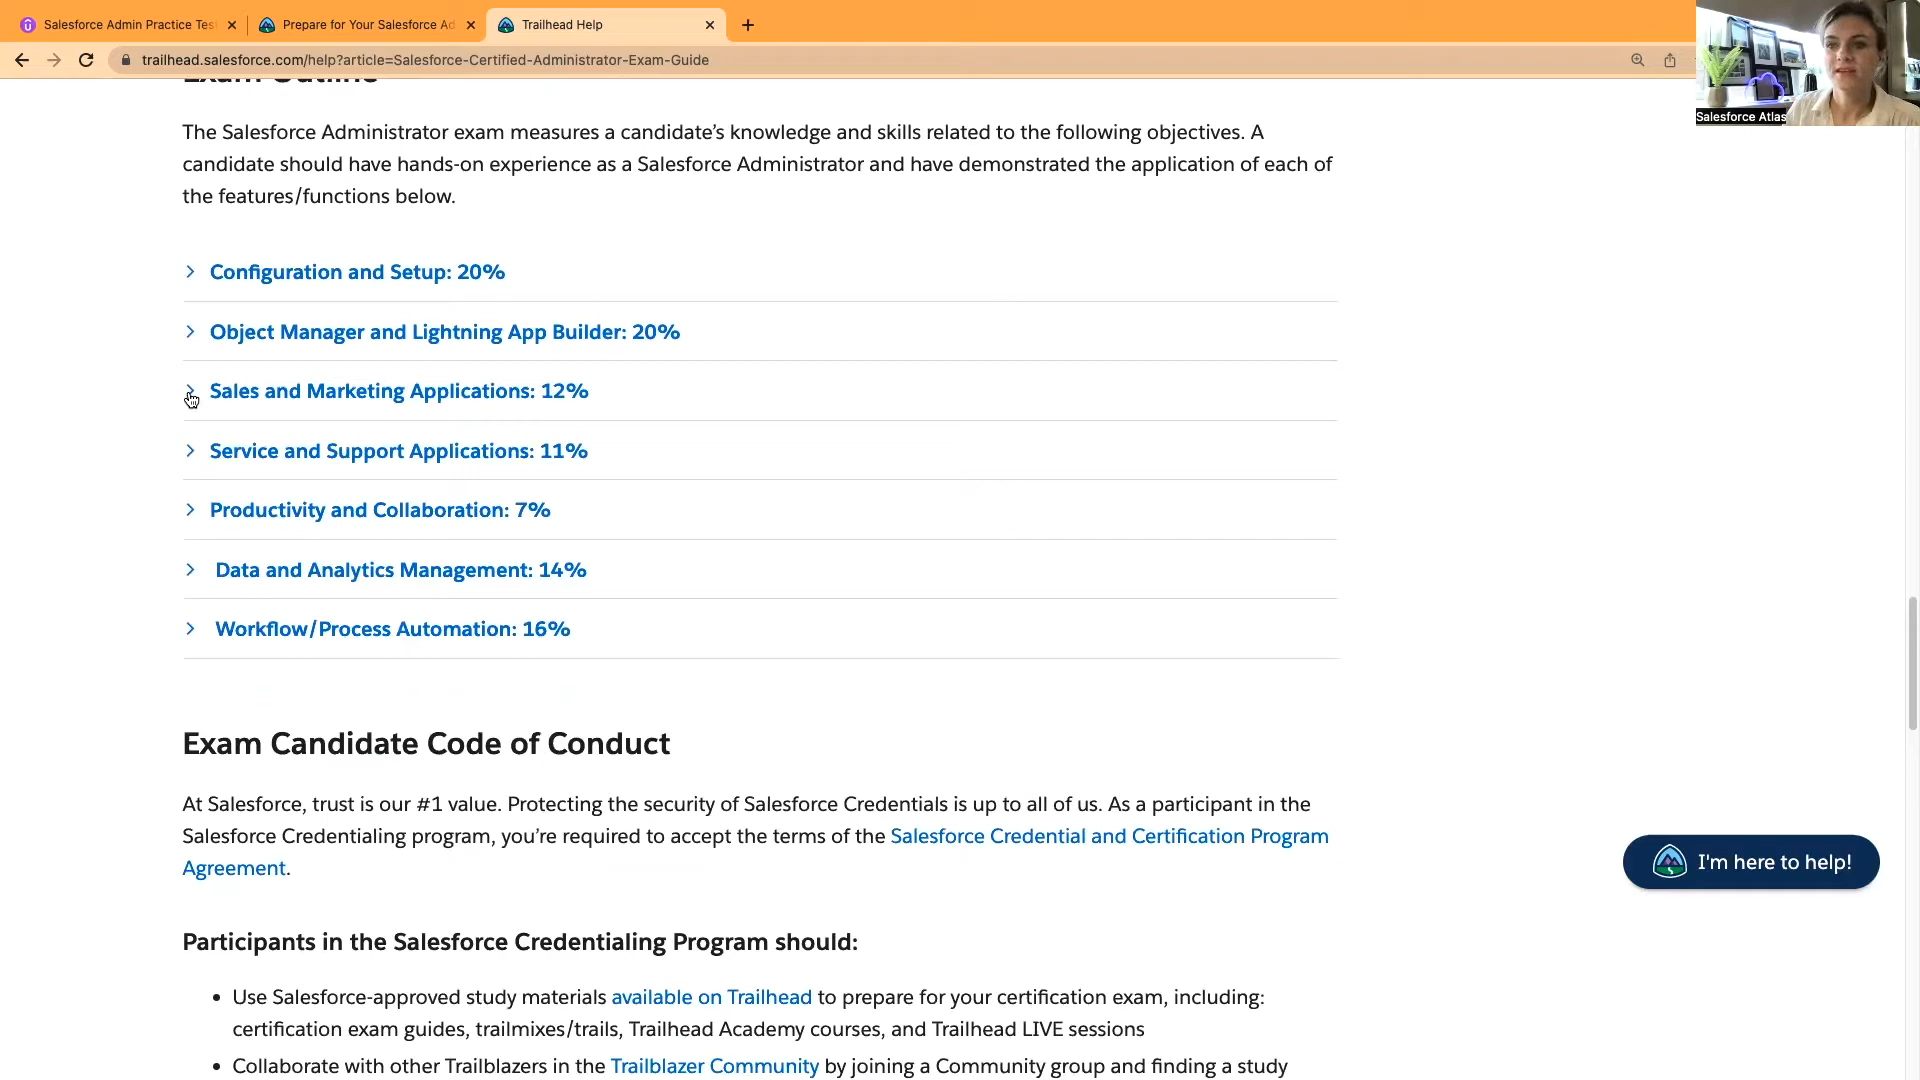 Salesforce Admin Practice Tes
Prepare for Your Salesforce Ad
Trailhead Help
trailhead.salesforce.com/help?article=Salesforce-Certified-Administrator-Exam-Guide
Salesforce Atlas
Exam Outline
The Salesforce Administrator exam measures a candidate’s knowledge and skills related to the following objectives. A
candidate should have hands-on experience as a Salesforce Administrator and have demonstrated the application of each of
the features/functions below.
Configuration and Setup: 20%
Object Manager and Lightning App Builder: 20%
Sales and Marketing Applications: 12%
Service and Support Applications: 11%
Productivity and Collaboration: 7%
Data and Analytics Management: 14%
Workflow/Process Automation: 16%
Exam Candidate Code of Conduct
At Salesforce, trust is our #1 value. Protecting the security of Salesforce Credentials is up to all of us. As a participant in the
Salesforce Credentialing program, you’re required to accept the terms of the Salesforce Credential and Certification Program
Agreement.
I'm here to help!
Participants in the Salesforce Credentialing Program should:
• Use Salesforce-approved study materials available on Trailhead to prepare for your certification exam, including:
certification exam guides, trailmixes/trails, Trailhead Academy courses, and Trailhead LIVE sessions
• Collaborate with other Trailblazers in the Trailblazer Community by joining a Community group and finding a study